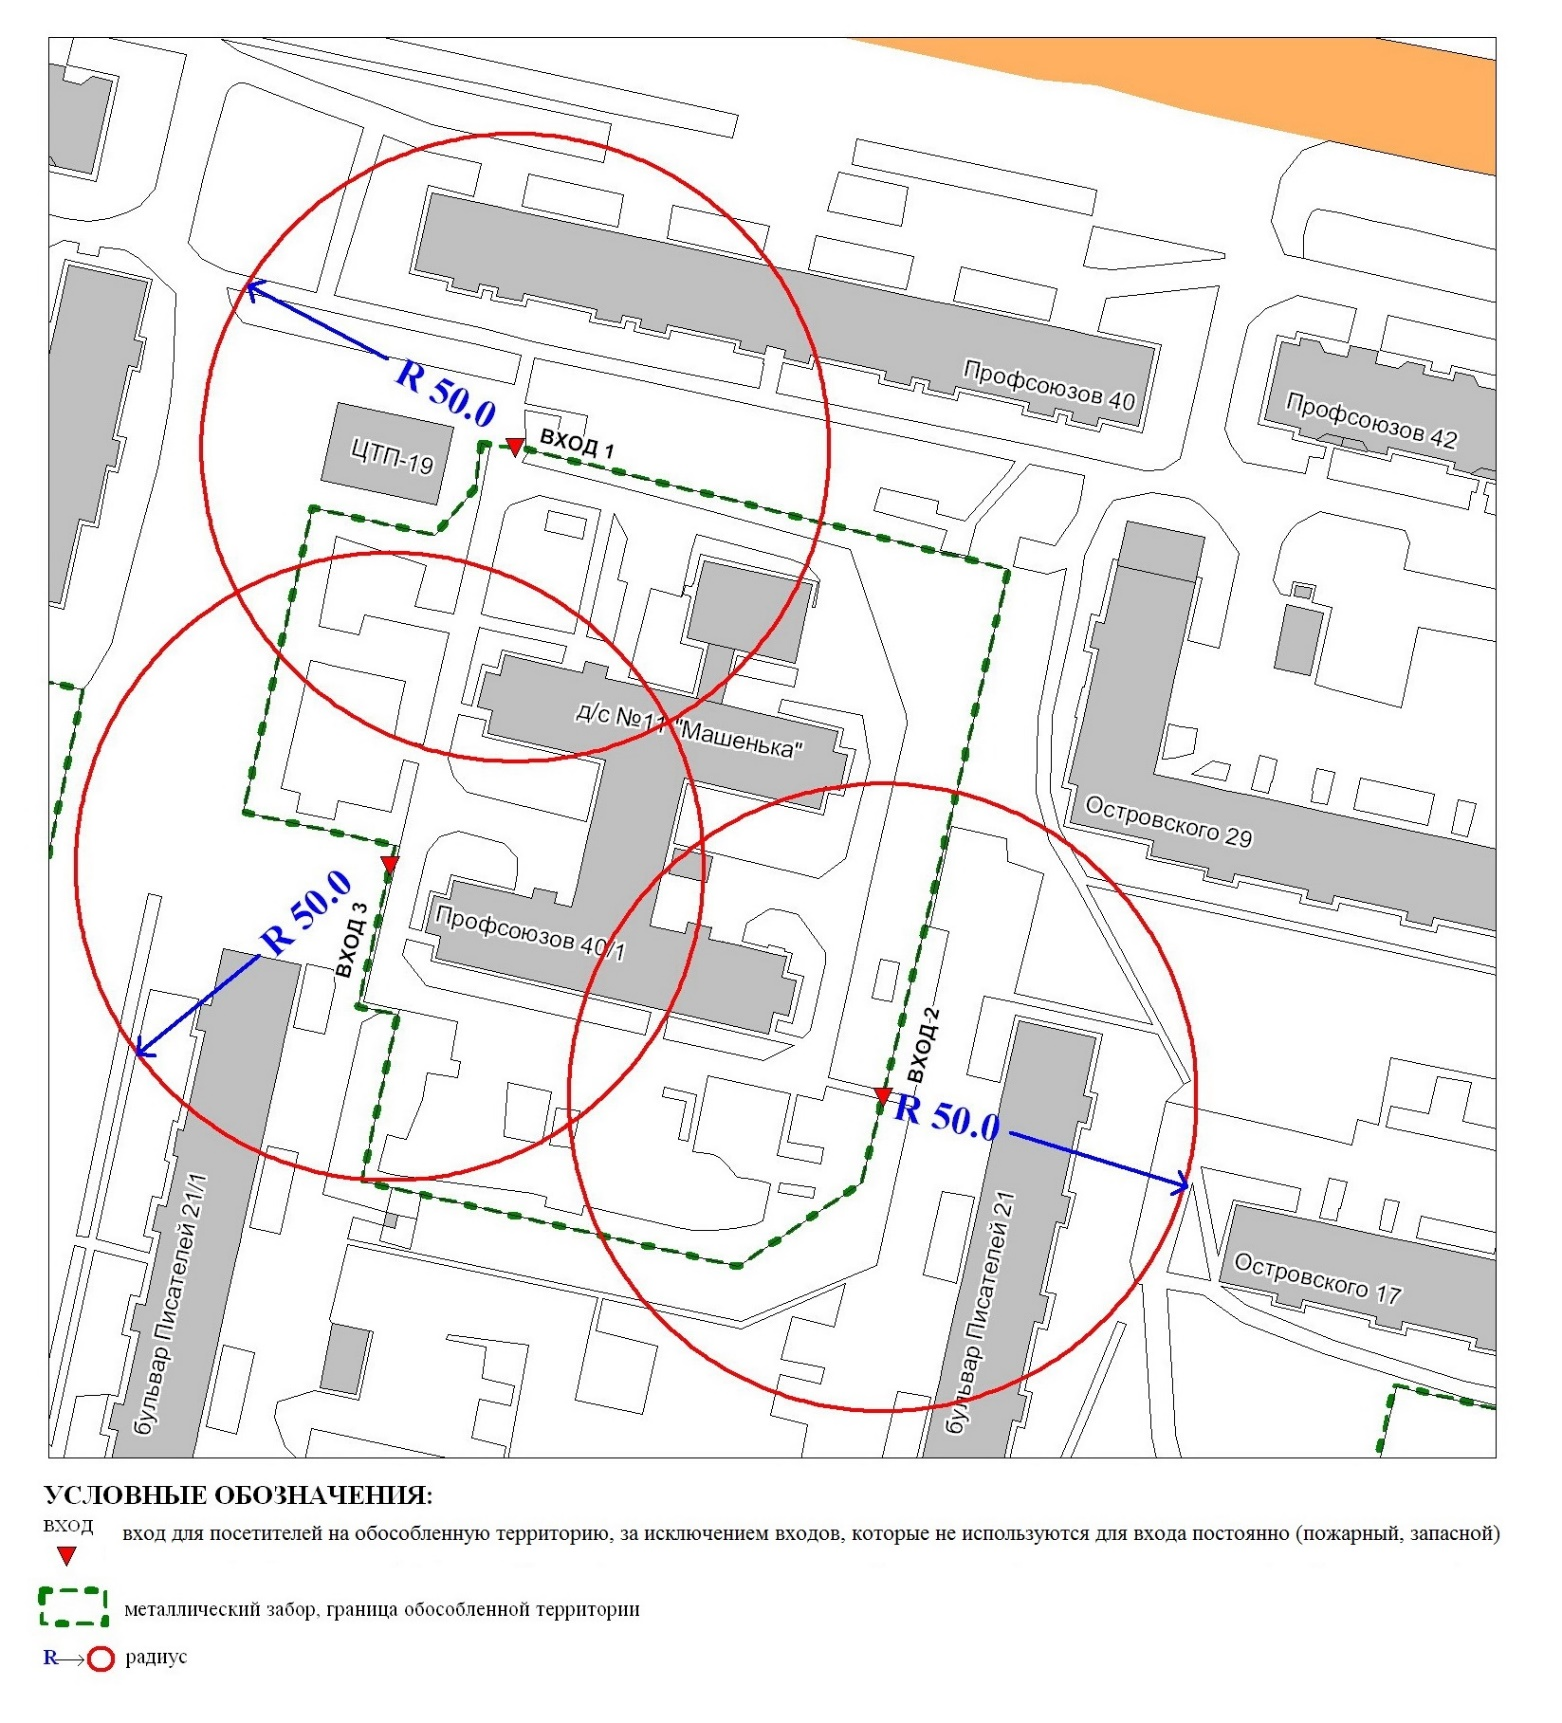 Профсоюзов 40
Профсоюзов 42
R 50.0
ВХОД 1
ЦТП-19
д/с №11 "Машенька"
Островского 29
R 50.0
ВХОД 3
Профсоюзов 40/1
ВХОД-2
R 50.0
бульвар Писателей 21/1
бульвар Писателей 21
Островского 17
УСЛОВНЫЕ ОБОЗНАЧЕНИЯ:
ВХОД
вход для посетителей на обособленную территорию, за исключением входов, которые не используются для входа постоянно (пожарный, запасной)
металлический забор, граница обособленной территории
R
радиус